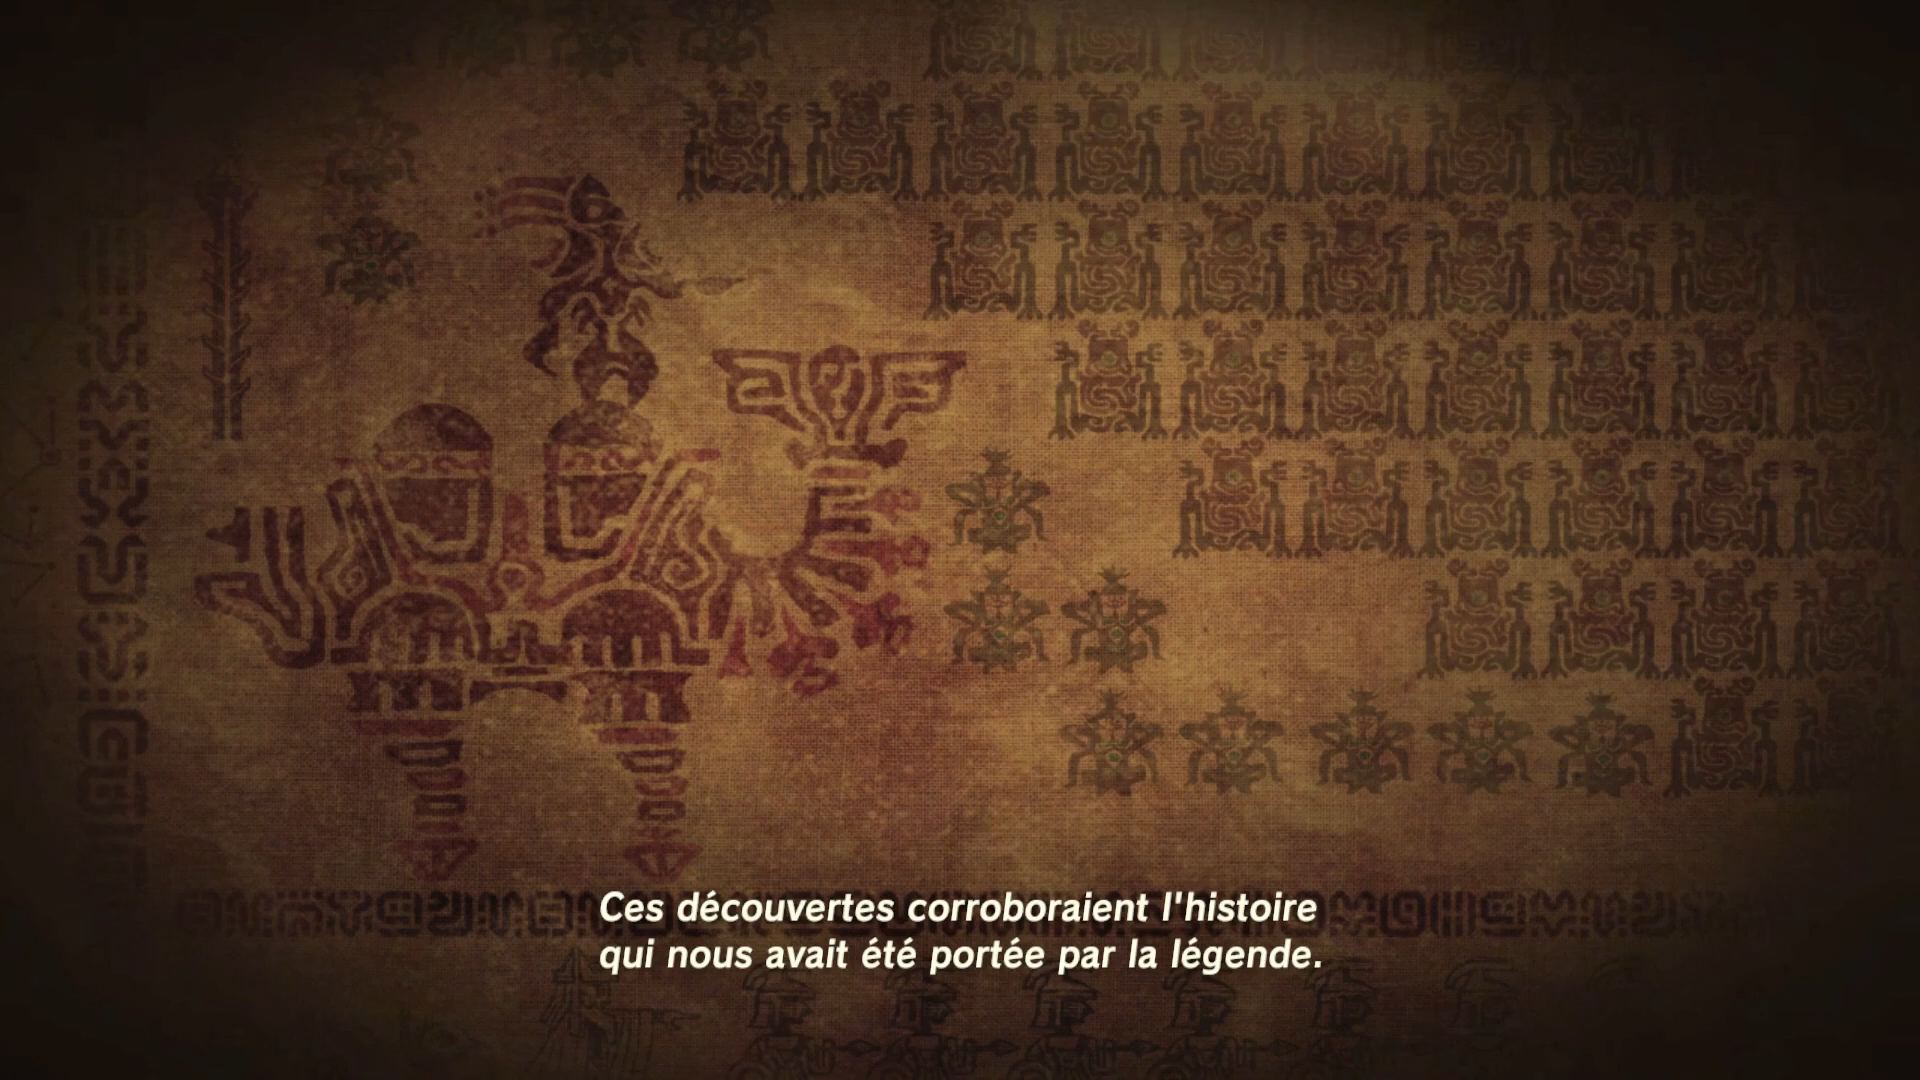 Ces découvertes corroboraient l'histoire
qui nous avait été portée par la légende.